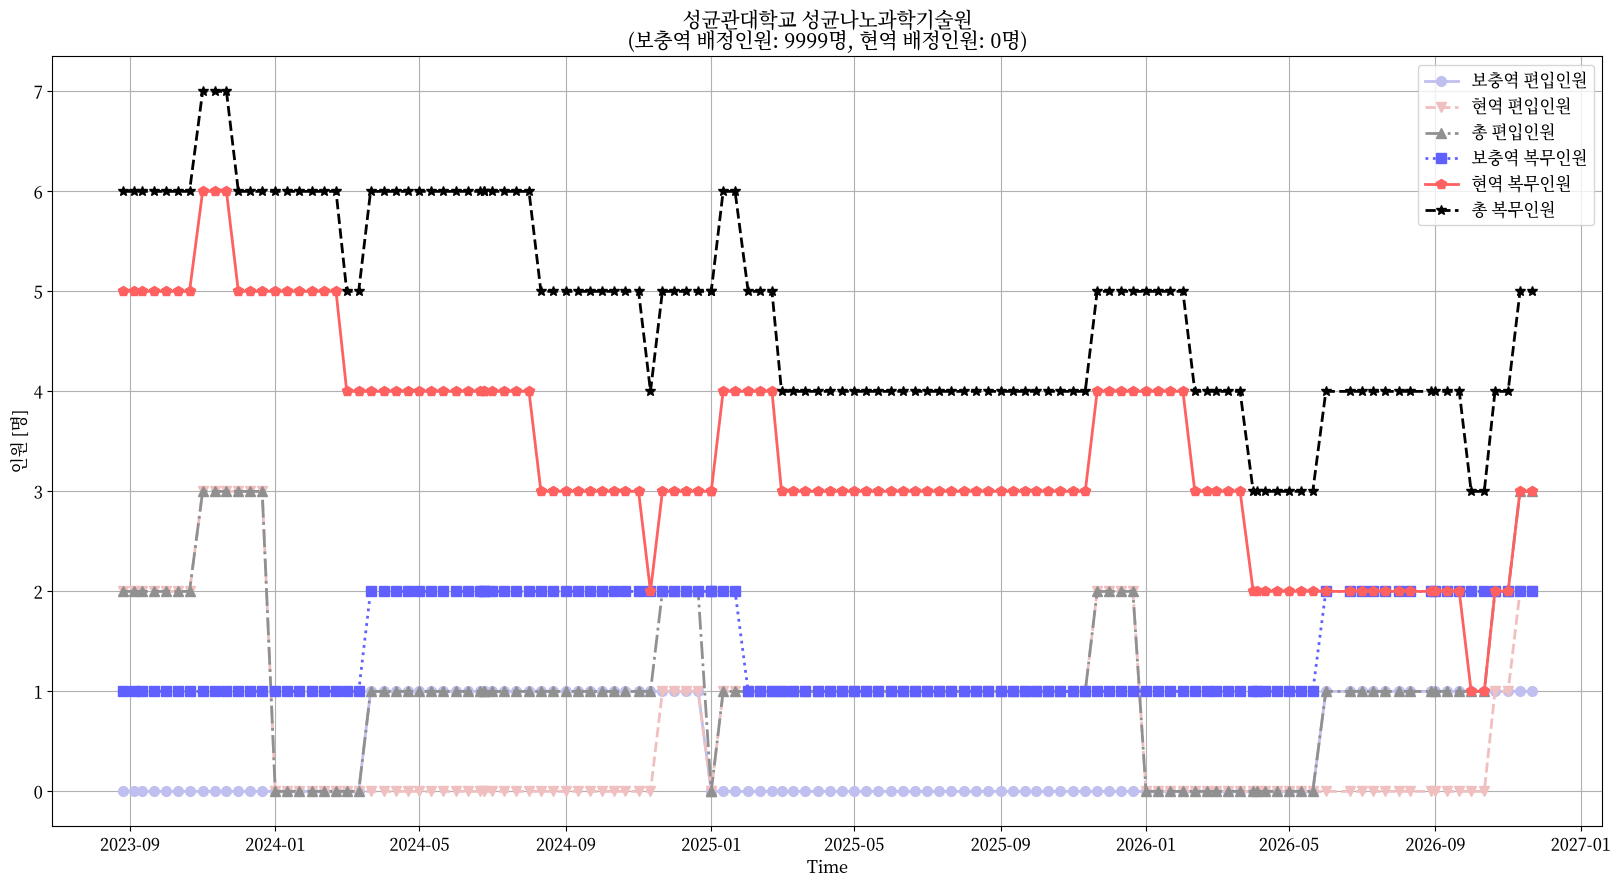 성균관대학교 성균나노과학기술원
(보충역 배정인원: 9999명, 현역 배정인원: 0명)
보충역 편입인원
현역 편입인원
총 편입인원
보충역 복무인원
현역 복무인원
총 복무인원
인원 [명]
7
6
5
4
3
2
1
0
2023-09
2024-01
2024-05
2024-09
2025-01
2025-05
2025-09
2026-01
2026-05
2026-09
2027-01
Time